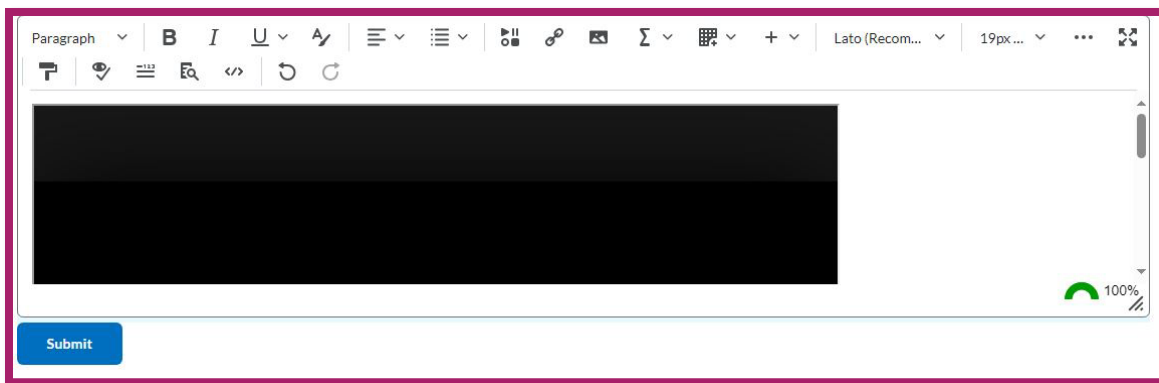 Paragraph B I U A Σ + Lato (Recom... 19px ... ...
</>
100%
Submit